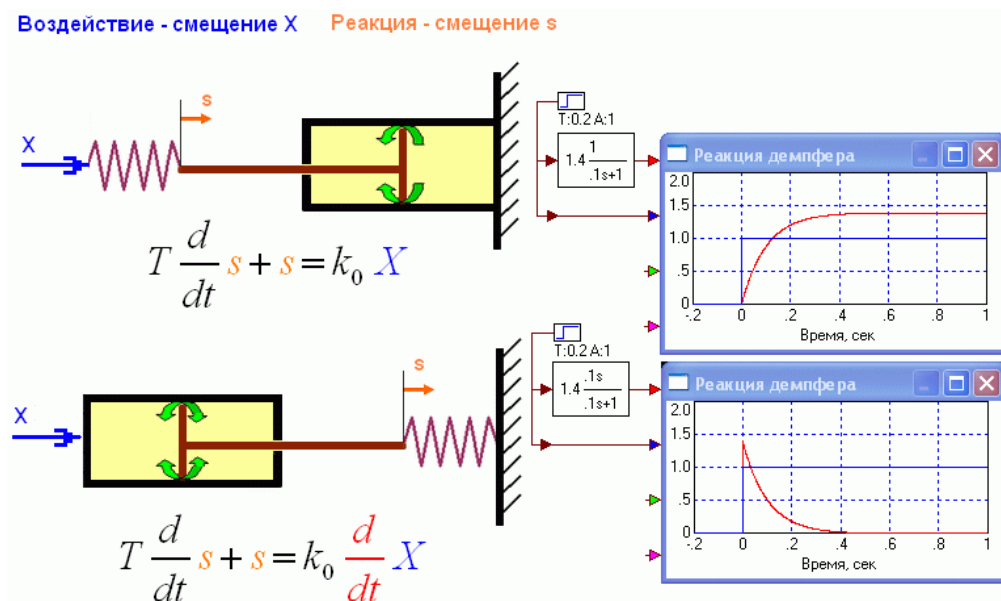 Воздействие - смещение X Реакция - смещение s
s
X
T:0.2 A:1
1.4 1/.1s+1
Реакция демпфера
2.0
1.5
1.0
.5
0
-.2 0 .2 .4 .6 .8 1
Время, сек
T d/dt s + s = k₀ X
s
X
T:0.2 A:1
1.4 .1s/.1s+1
Реакция демпфера
2.0
1.5
1.0
.5
0
-.2 0 .2 .4 .6 .8 1
Время, сек
T d/dt s + s = k₀ d/dt X